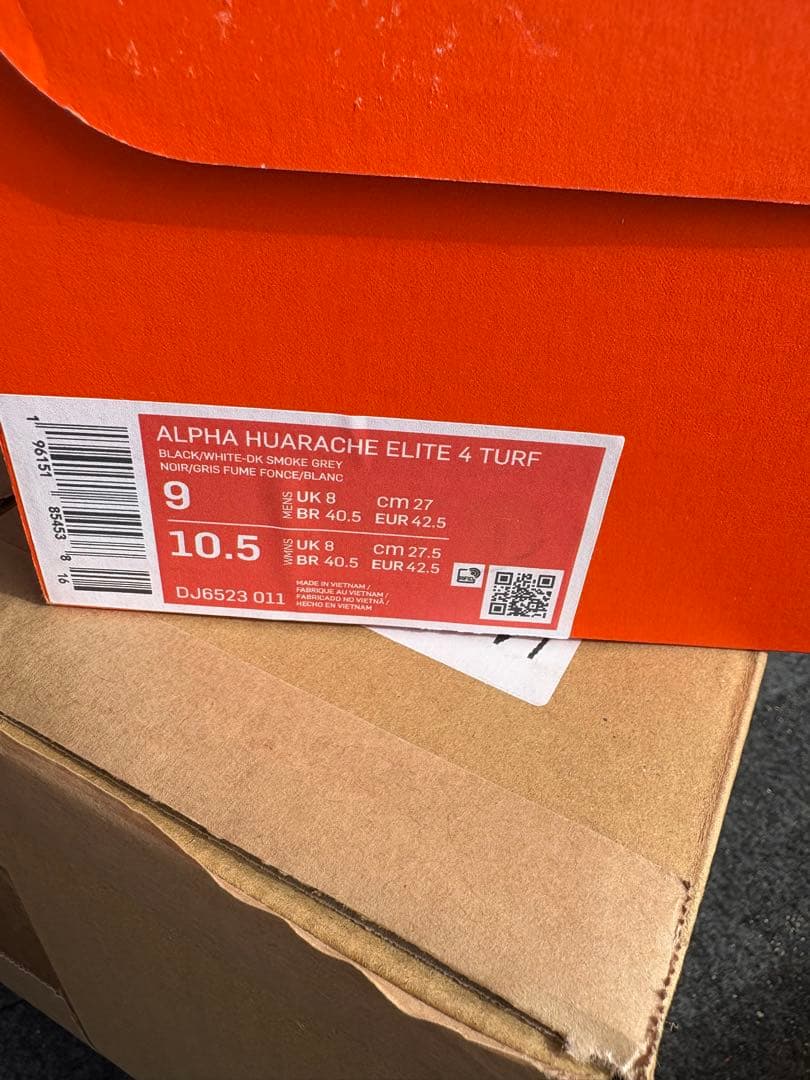 ALPHA HUARACHE ELITE 4 TURF
BLACK/WHITE-DK SMOKE GREY
NOIR/GRIS FUME FONCE/BLANC
9 MENS UK 8 CM 27
BR 40.5 EUR 42.5
10.5 WMNS UK 8 CM 27.5
BR 40.5 EUR 42.5
DJ6523 011
MADE IN VIETNAM /
FABRIQUE AU VIETNAM /
FABRICADO NO VIETNÃ /
HECHO EN VIETNAM
1 96151 85453 8 16